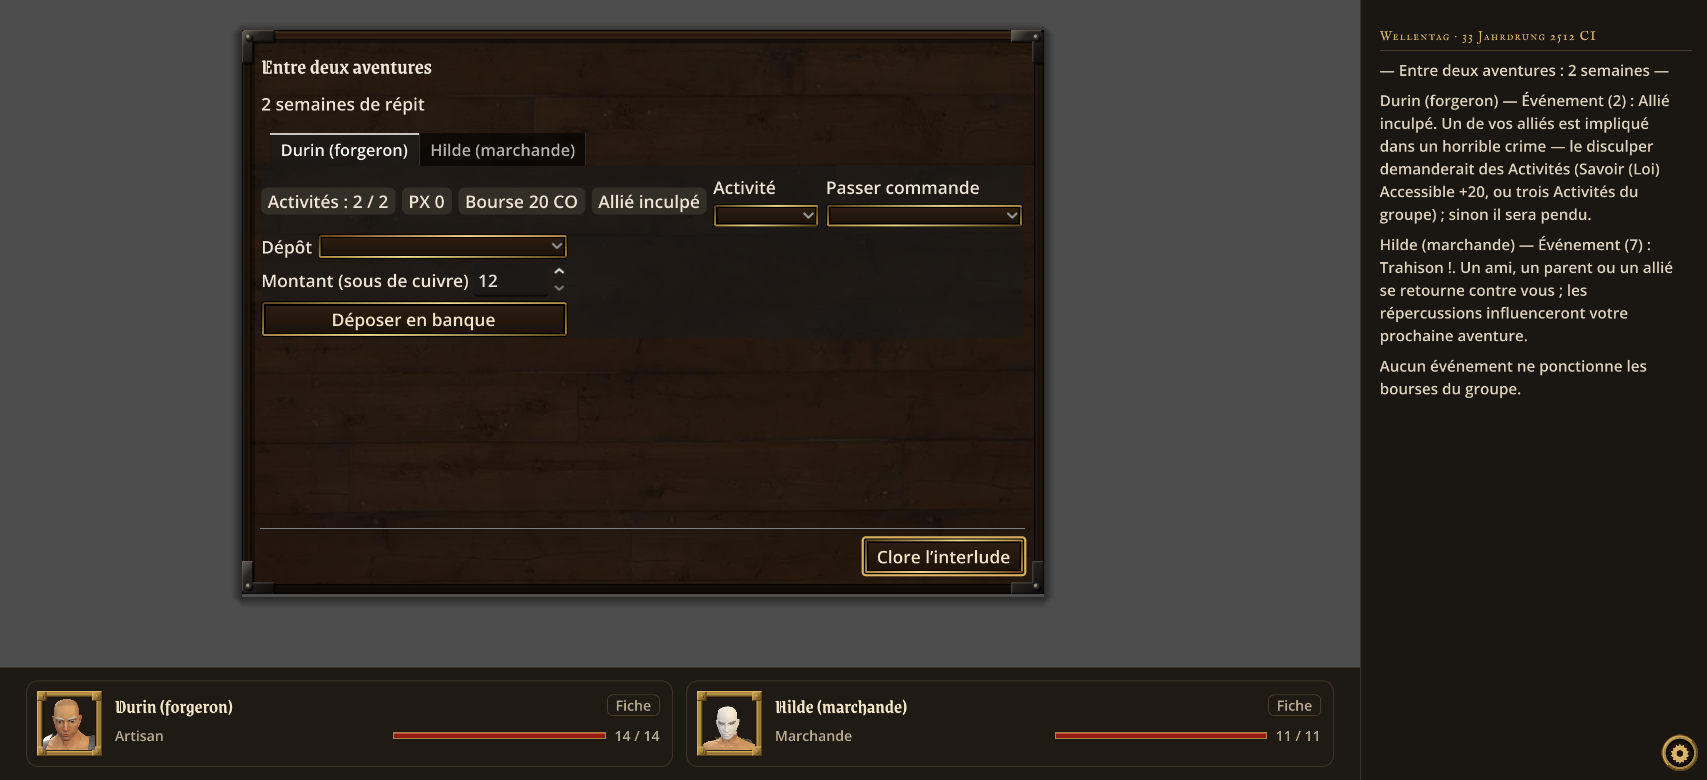 Entre deux aventures
2 semaines de répit
Durin (forgeron)
Hilde (marchande)
Activités : 2 / 2
PX 0
Bourse 20 CO
Allié inculpé
Activité
Passer commande
Dépôt
Montant (sous de cuivre) 12
Déposer en banque
Clore l'interlude
Durin (forgeron)
Fiche
Artisan
14 / 14
Hilde (marchande)
Fiche
Marchande
11 / 11
Wellentag · 33 Jahrdrung 2512 CI
— Entre deux aventures : 2 semaines —
Durin (forgeron) — Événement (2) : Allié
inculpé. Un de vos alliés est impliqué
dans un horrible crime — le disculper
demanderait des Activités (Savoir (Loi)
Accessible +20, ou trois Activités du
groupe) ; sinon il sera pendu.
Hilde (marchande) — Événement (7) :
Trahison !. Un ami, un parent ou un allié
se retourne contre vous ; les
répercussions influenceront votre
prochaine aventure.
Aucun événement ne ponctionne les
bourses du groupe.